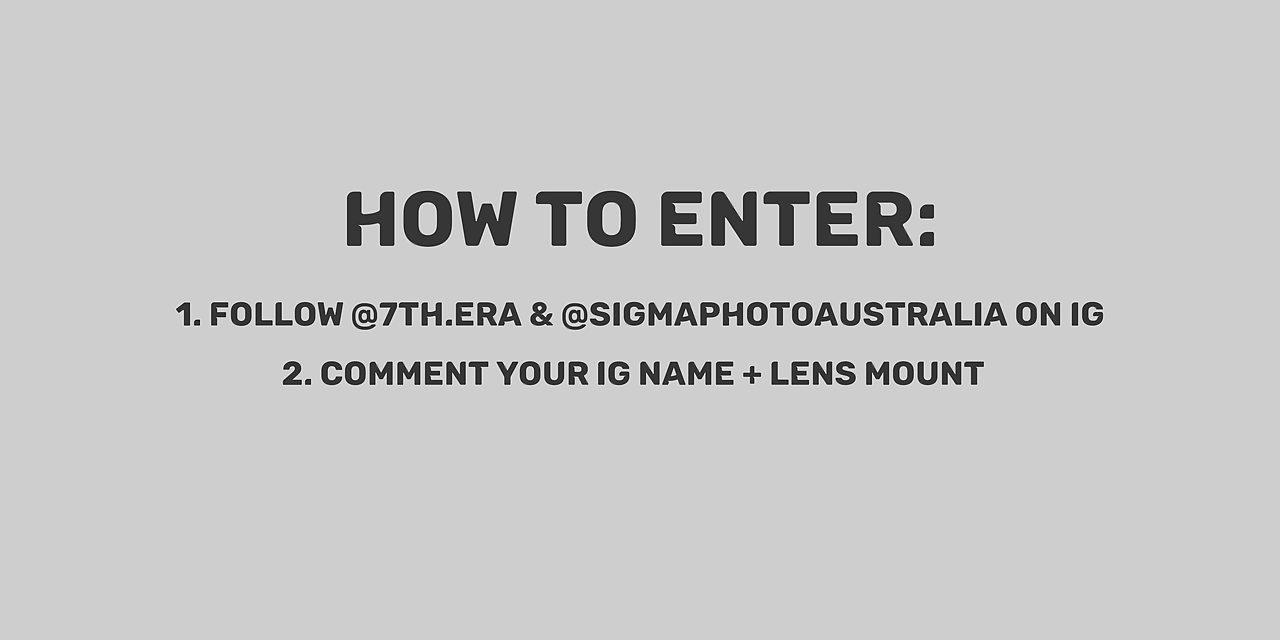 HOW TO ENTER:
1. FOLLOW @7TH.ERA & @SIGMAPHOTOAUSTRALIA ON IG
2. COMMENT YOUR IG NAME + LENS MOUNT